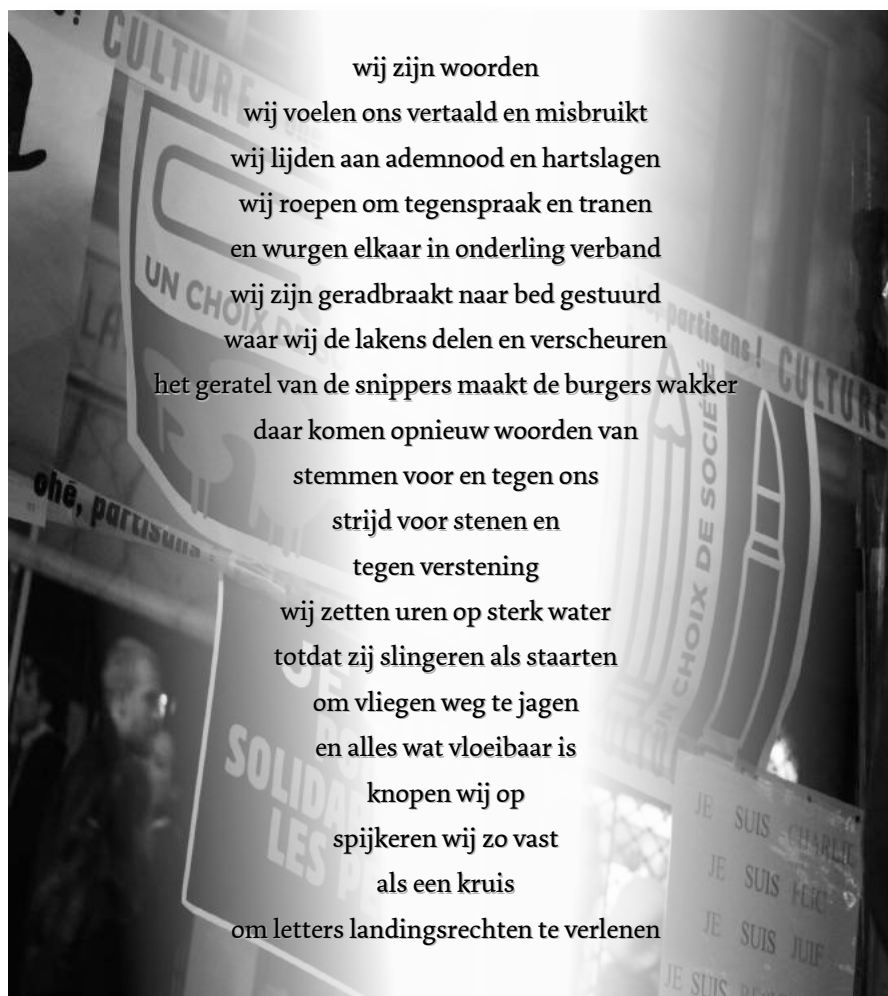 wij zijn woorden
wij voelen ons vertaald en misbruikt
wij lijden aan ademnood en hartslagen
wij roepen om tegenspraak en tranen
en wurgen elkaar in onderling verband
wij zijn geradbraakt naar bed gestuurd
waar wij de lakens delen en verscheuren
het geratel van de snippers maakt de burgers wakker
daar komen opnieuw woorden van
stemmen voor en tegen ons
strijd voor stenen en
tegen verstening
wij zetten uren op sterk water
totdat zij slingeren als staarten
om vliegen weg te jagen
en alles wat vloeibaar is
knopen wij op
spijkeren wij zo vast
als een kruis
om letters landingsrechten te verlenen
CULTURE
UN CHOIX DE
ohé, partisans !
partisans ! CULTURE
UN CHOIX DE SOCIÉTÉ
JE
SOLIDA
LES P
JE SUIS CHARLIE
JE SUIS FLIC
JE SUIS JUIF
JE SUIS